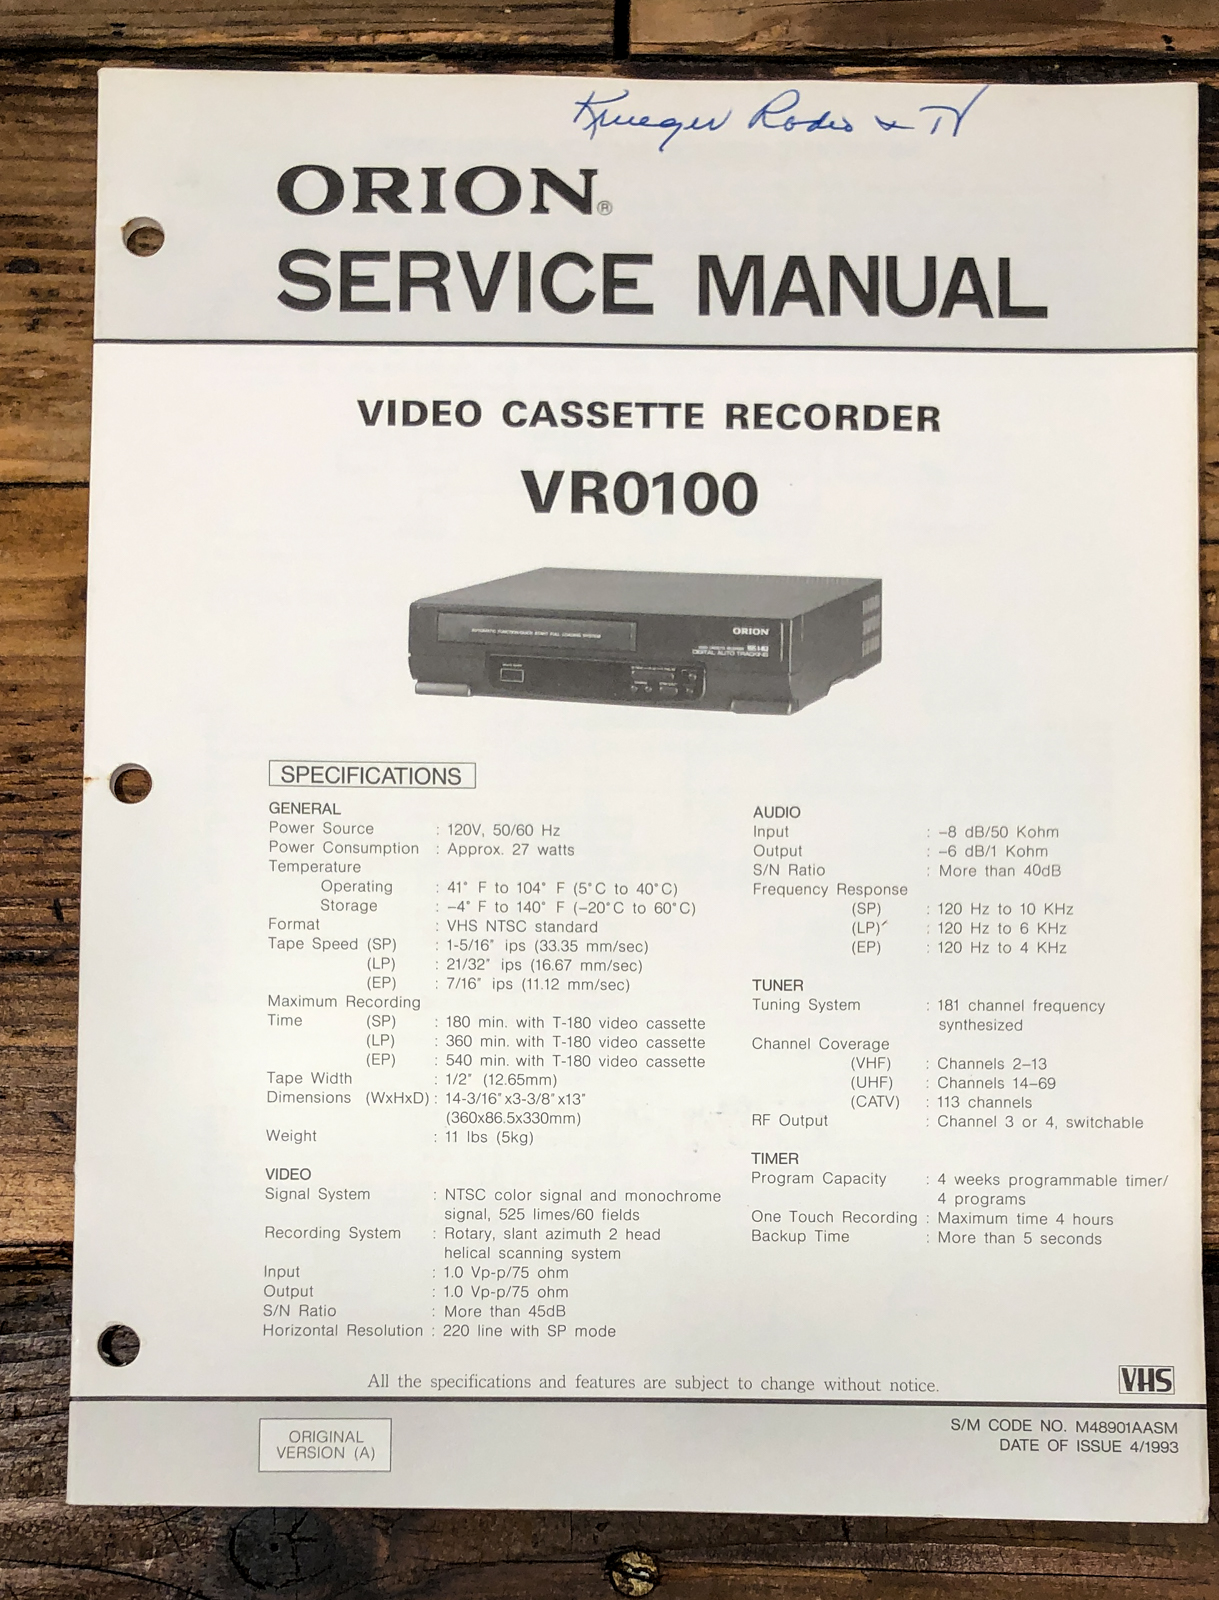 Krueger Radio & TV
ORION®
SERVICE MANUAL
VIDEO CASSETTE RECORDER
VR0100
ORION
DIGITAL AUTO TRACKING
SPECIFICATIONS
GENERAL
Power Source : 120V, 50/60 Hz
Power Consumption : Approx. 27 watts
Temperature
Operating : 41° F to 104° F (5°C to 40°C)
Storage : –4° F to 140° F (–20°C to 60°C)
Format : VHS NTSC standard
Tape Speed (SP) : 1-5/16" ips (33.35 mm/sec)
(LP) : 21/32" ips (16.67 mm/sec)
(EP) : 7/16" ips (11.12 mm/sec)
Maximum Recording
Time (SP) : 180 min. with T-180 video cassette
(LP) : 360 min. with T-180 video cassette
(EP) : 540 min. with T-180 video cassette
Tape Width : 1/2" (12.65mm)
Dimensions (WxHxD) : 14-3/16"x3-3/8"x13"
(360x86.5x330mm)
Weight : 11 lbs (5kg)
VIDEO
Signal System : NTSC color signal and monochrome
signal, 525 limes/60 fields
Recording System : Rotary, slant azimuth 2 head
helical scanning system
Input : 1.0 Vp-p/75 ohm
Output : 1.0 Vp-p/75 ohm
S/N Ratio : More than 45dB
Horizontal Resolution : 220 line with SP mode
AUDIO
Input : –8 dB/50 Kohm
Output : –6 dB/1 Kohm
S/N Ratio : More than 40dB
Frequency Response
(SP) : 120 Hz to 10 KHz
(LP) : 120 Hz to 6 KHz
(EP) : 120 Hz to 4 KHz
TUNER
Tuning System : 181 channel frequency
synthesized
Channel Coverage
(VHF) : Channels 2–13
(UHF) : Channels 14–69
(CATV) : 113 channels
RF Output : Channel 3 or 4, switchable
TIMER
Program Capacity : 4 weeks programmable timer/
4 programs
One Touch Recording : Maximum time 4 hours
Backup Time : More than 5 seconds
All the specifications and features are subject to change without notice.
VHS
ORIGINAL
VERSION (A)
S/M CODE NO. M48901AASM
DATE OF ISSUE 4/1993